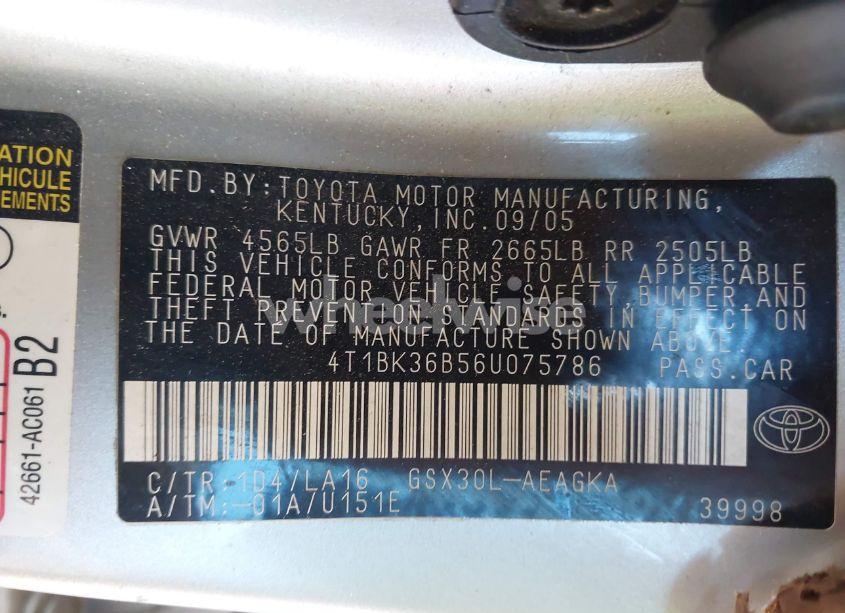 ATION
HICULE
EMENTS
B2
42661-AC061
MFD.BY:TOYOTA MOTOR MANUFACTURING,
KENTUCKY,INC.09/05
GVWR 4565LB GAWR FR 2665LB RR 2505LB
THIS VEHICLE CONFORMS TO ALL APPLICABLE
FEDERAL MOTOR VEHICLE SAFETY,BUMPER,AND
THEFT PREVENTION STANDARDS IN EFFECT ON
THE DATE OF MANUFACTURE SHOWN ABOVE.
wheelwise
4T1BK36B56U075786 PASS.CAR
C/TR:1D4/LA16 GSX30L-AEAGKA
A/TM:-01A/U151E 39998